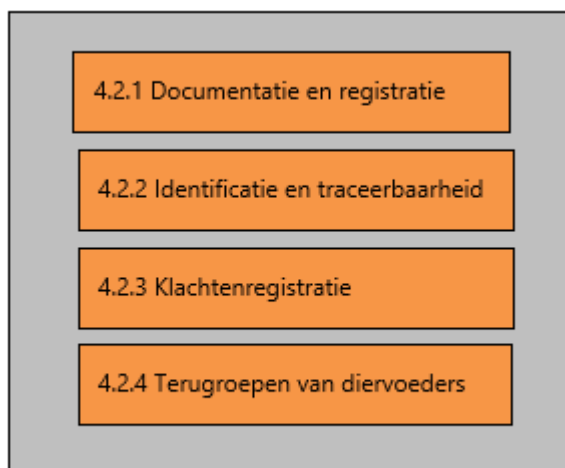 4.2.1 Documentatie en registratie
4.2.2 Identificatie en traceerbaarheid
4.2.3 Klachtenregistratie
4.2.4 Terugroepen van diervoeders